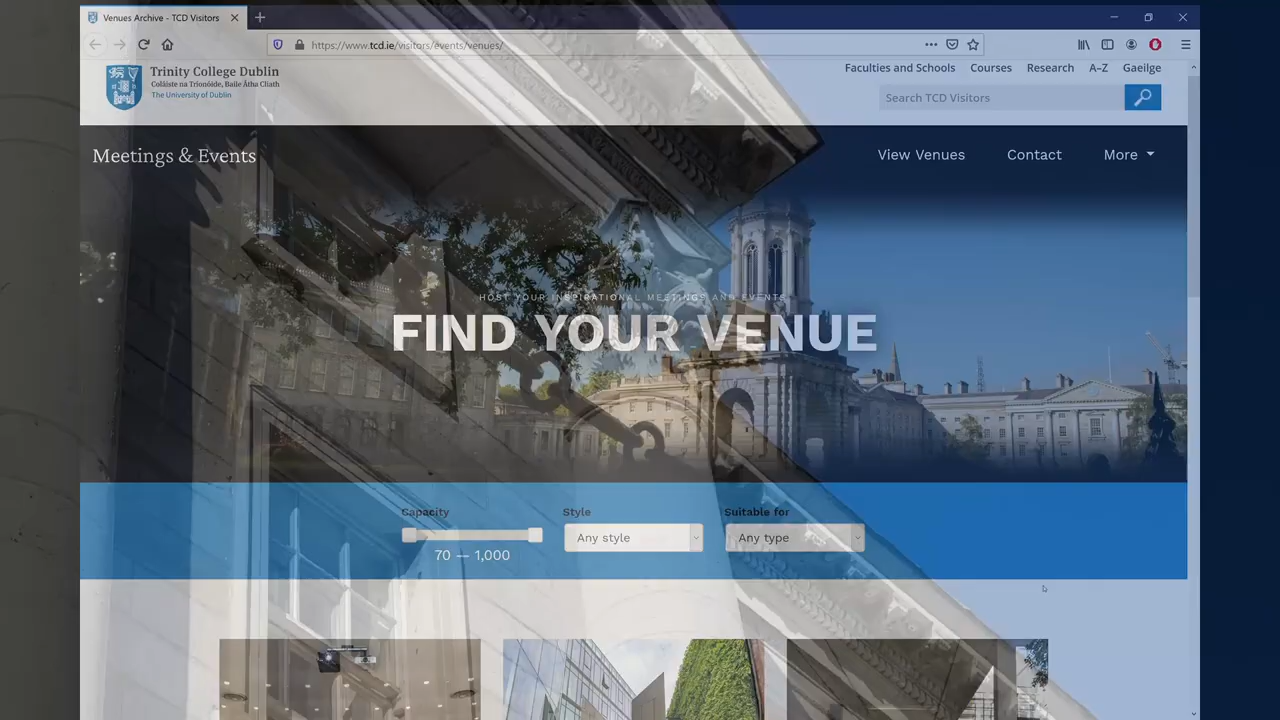 Venues Archive - TCD Visitors
https://www.tcd.ie/visitors/events/venues/
Trinity College Dublin
Coláiste na Tríonóide, Baile Átha Cliath
The University of Dublin
Faculties and Schools Courses Research A–Z Gaeilge
Search TCD Visitors
Meetings & Events
View Venues Contact More
HOST YOUR INSPIRATIONAL MEETINGS AND EVENTS
FIND YOUR VENUE
Capacity Style Suitable for
Any style Any type
70 — 1,000